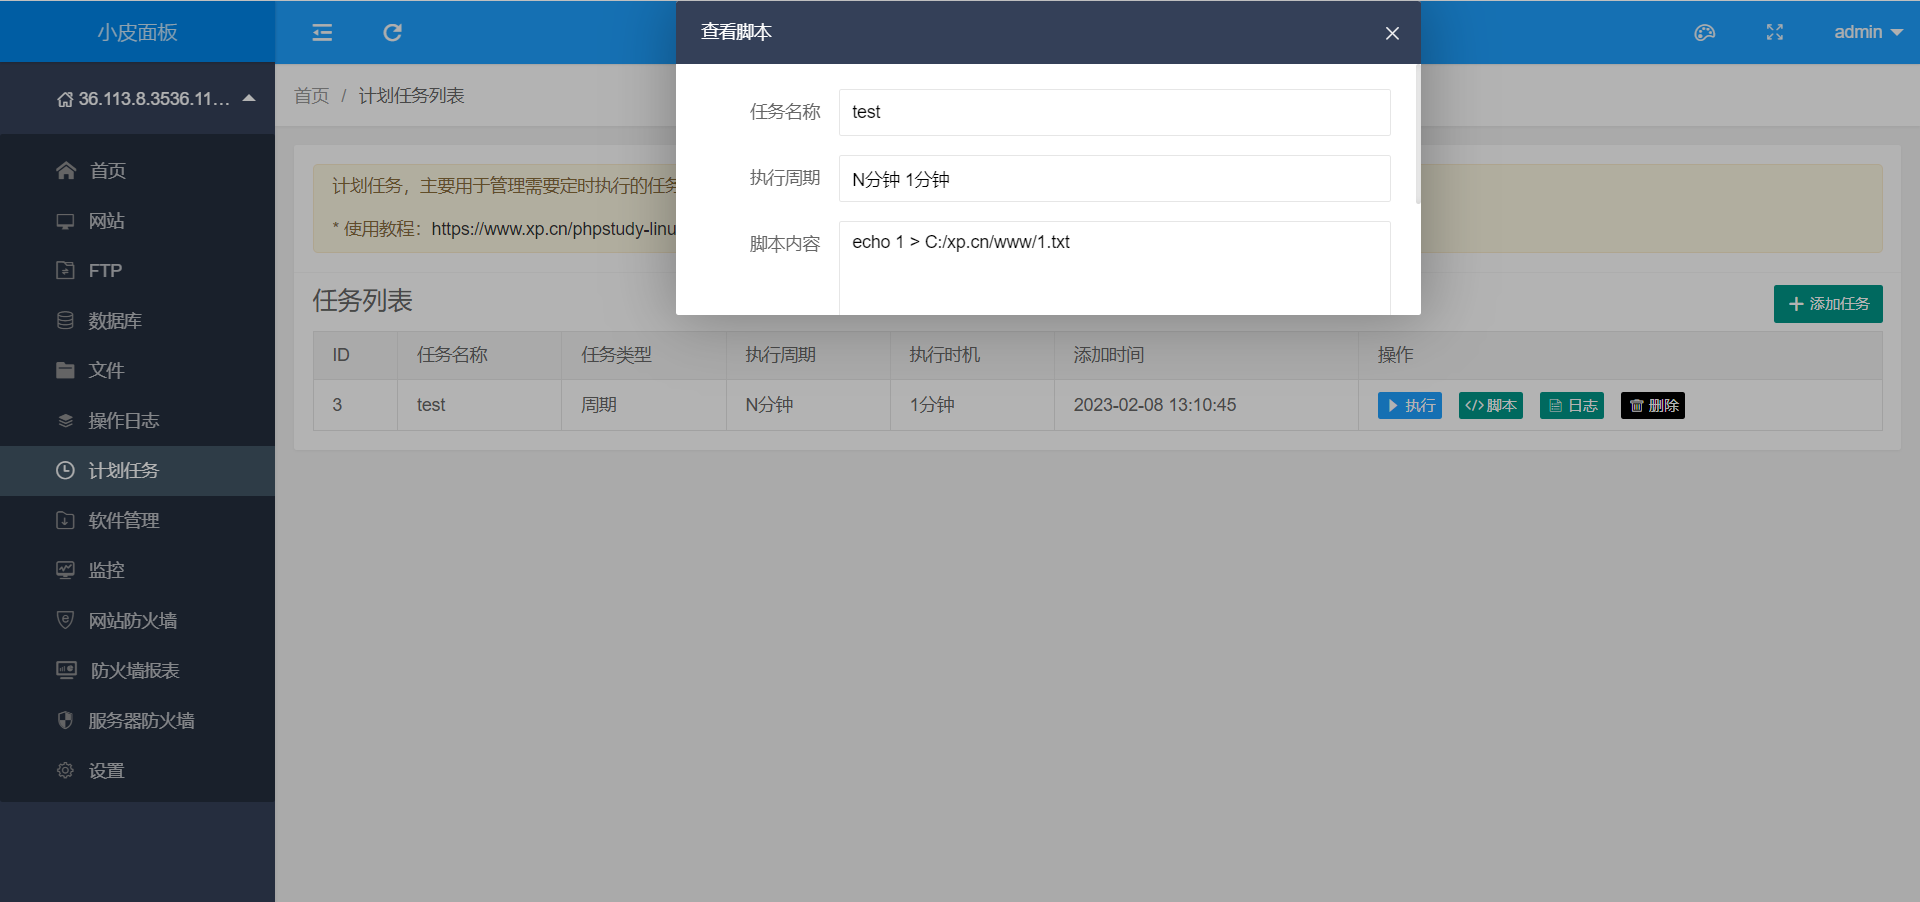 小皮面板
admin
查看脚本
36.113.8.3536.11...
首页 / 计划任务列表
任务名称 test
执行周期 N分钟 1分钟
脚本内容 echo 1 > C:/xp.cn/www/1.txt
计划任务，主要用于管理需要定时执行的任务
* 使用教程：https://www.xp.cn/phpstudy-linu
任务列表
添加任务
ID 任务名称 任务类型 执行周期 执行时机 添加时间 操作
3 test 周期 N分钟 1分钟 2023-02-08 13:10:45 执行 </>脚本 日志 删除
首页
网站
FTP
数据库
文件
操作日志
计划任务
软件管理
监控
网站防火墙
防火墙报表
服务器防火墙
设置